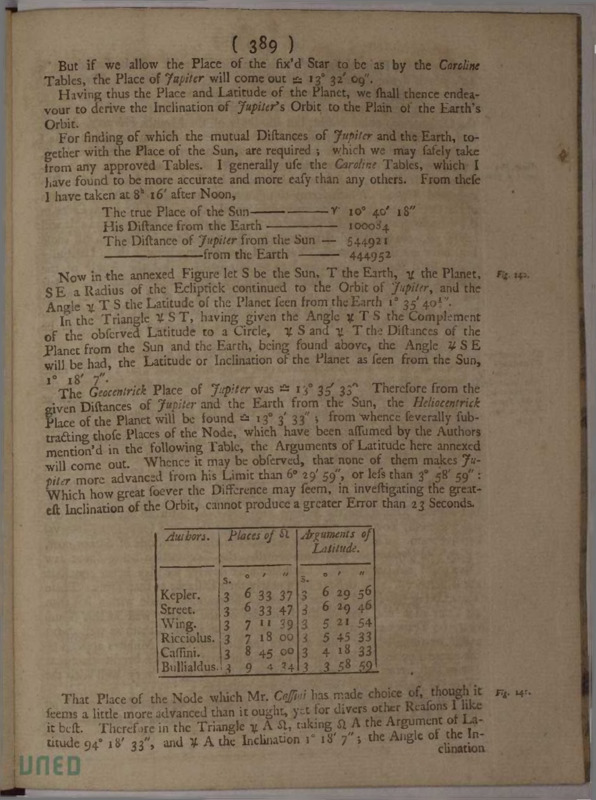 ( 389 )
But if we allow the Place of the fix'd Star to be as by the Caroline
Tables, the Place of Jupiter will come out ♎ 13° 32′ 09″.
Having thus the Place and Latitude of the Planet, we ſhall thence endea-
vour to derive the Inclination of Jupiter's Orbit to the Plain of the Earth's
Orbit.
For finding of which the mutual Diſtances of Jupiter and the Earth, to-
gether with the Place of the Sun, are required; which we may ſafely take
from any approved Tables. I generally uſe the Caroline Tables, which I
have found to be more accurate and more eaſy than any others. From theſe
I have taken at 8h 16′ after Noon,
The true Place of the Sun—— ——♈ 10° 40′ 18″
His Diſtance from the Earth —————— 100084
The Diſtance of Jupiter from the Sun — 544921
————————from the Earth ——— 444952
Now in the annexed Figure let S be the Sun, T the Earth, ♃ the Planet, Fig. 142.
S E a Radius of the Ecliptick continued to the Orbit of Jupiter, and the
Angle ♃ T S the Latitude of the Planet ſeen from the Earth 1° 35′ 40½″.
In the Triangle ♃ S T, having given the Angle ♃ T S the Complement
of the obſerved Latitude to a Circle, ♃ S and ♃ T the Diſtances of the
Planet from the Sun and the Earth, being found above, the Angle ♃ S E
will be had, the Latitude or Inclination of the Planet as ſeen from the Sun,
1° 18′ 7″.
The Geocentrick Place of Jupiter was ♎ 13° 35′ 33″ Therefore from the
given Diſtances of Jupiter and the Earth from the Sun, the Heliocentrick
Place of the Planet will be found ♎ 13° 3′ 33″; from whence ſeverally ſub-
tracting thoſe Places of the Node, which have been aſſumed by the Authors
mention'd in the following Table, the Arguments of Latitude here annexed
will come out. Whence it may be obſerved, that none of them makes Ju-
piter more advanced from his Limit than 6° 29′ 59″, or leſs than 3° 58′ 59″:
Which how great ſoever the Difference may ſeem, in inveſtigating the great-
eſt Inclination of the Orbit, cannot produce a greater Error than 23 Seconds.
Authors. Places of ☊ Arguments of
Latitude.
s. ° ′ ″ s. ° ′ ″
Kepler. 3 6 33 37 3 6 29 56
Street. 3 6 33 47 3 6 29 46
Wing. 3 7 11 39 3 5 21 54
Ricciolus. 3 7 18 00 3 5 45 33
Caſſini. 3 8 45 00 3 4 18 33
Bullialdus. 3 9 4 24 3 3 58 59
That Place of the Node which Mr. Caſſini has made choice of, though it Fig. 141.
ſeems a little more advanced than it ought, yet for divers other Reaſons I like
it beſt. Therefore in the Triangle ♃ A ☊, taking ☊ A the Argument of La-
titude 94° 18′ 33″, and ♃ A the Inclination 1° 18′ 7″; the Angle of the In-
clination
UNED